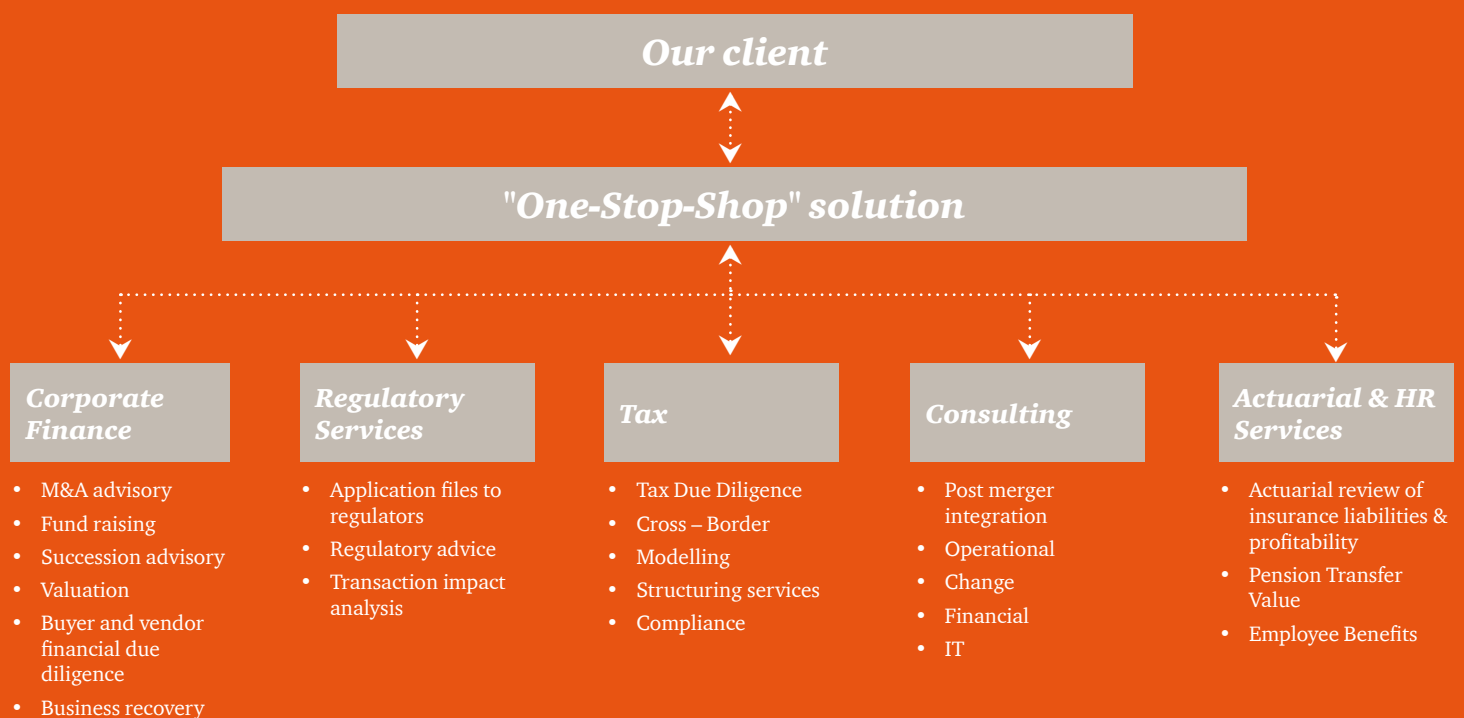 Our client
"One-Stop-Shop" solution
Corporate
Finance
• M&A advisory
• Fund raising
• Succession advisory
• Valuation
• Buyer and vendor
financial due
diligence
• Business recovery
Regulatory
Services
• Application files to
regulators
• Regulatory advice
• Transaction impact
analysis
Tax
• Tax Due Diligence
• Cross – Border
• Modelling
• Structuring services
• Compliance
Consulting
• Post merger
integration
• Operational
• Change
• Financial
• IT
Actuarial & HR
Services
• Actuarial review of
insurance liabilities &
profitability
• Pension Transfer
Value
• Employee Benefits